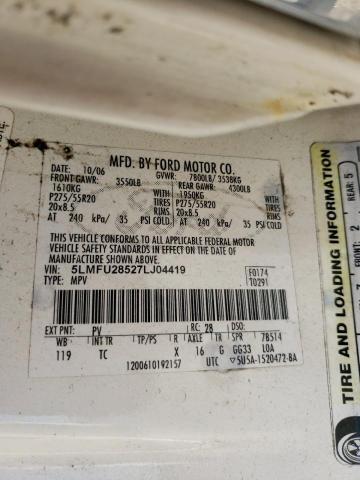 MFD. BY FORD MOTOR CO.
DATE: 10/06 GVWR: 7800LB/ 3538KG
FRONT GAWR: 3550LB REAR GAWR: 4300LB
1610KG 1950KG
P275/55R20 TIRES P275/55R20 TIRES
20x8.5 RIMS 20x8.5 RIMS
AT 240 kPa/ 35 PSI COLD AT 240 kPa/ 35 PSI COLD
THIS VEHICLE CONFORMS TO ALL APPLICABLE FEDERAL MOTOR
VEHICLE SAFETY STANDARDS IN EFFECT ON THE DATE OF
MANUFACTURE SHOWN ABOVE.
VIN: 5LMFU28527LJ04419 F0174
TYPE: MPV T0291
EXT PNT: PV RC: 28 DSO:
WB INT TR TP/PS R AXLE TR SPR 7B514
119 TC X 16 G GG33 LOA
1200610192157 UTC 5U5A-1520472-BA
TIRE AND LOADING INFORMATION
FRONT 2 REAR: 5